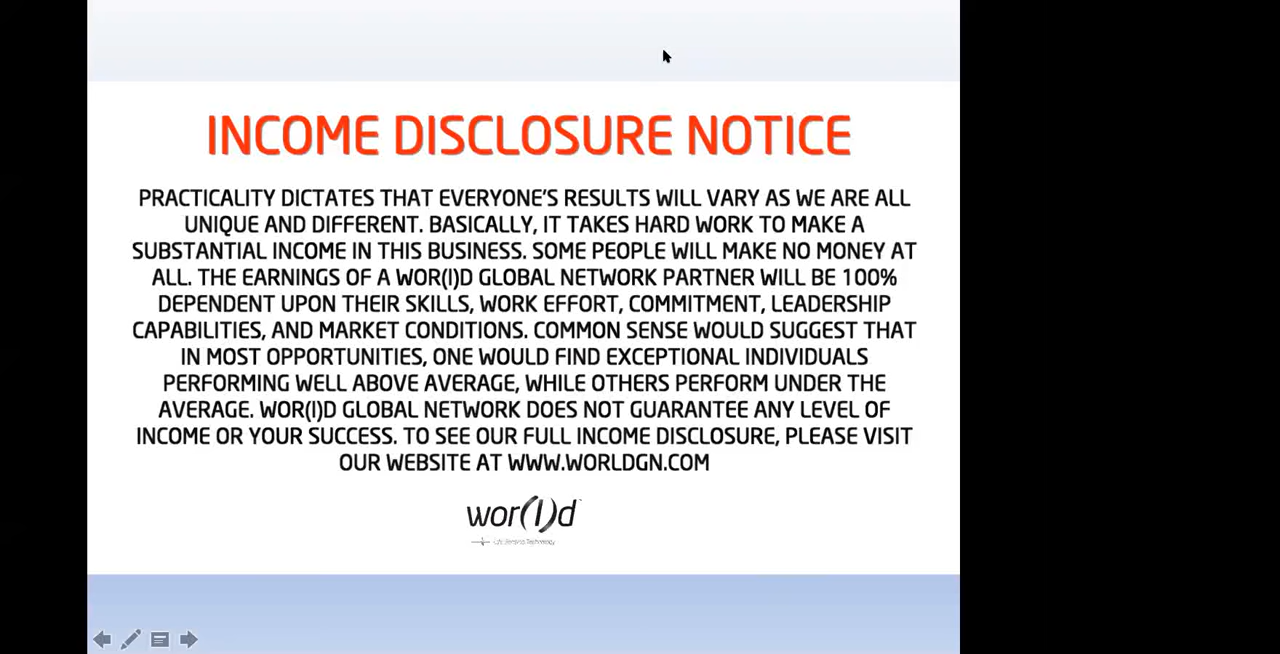 INCOME DISCLOSURE NOTICE
PRACTICALITY DICTATES THAT EVERYONE'S RESULTS WILL VARY AS WE ARE ALL
UNIQUE AND DIFFERENT. BASICALLY, IT TAKES HARD WORK TO MAKE A
SUBSTANTIAL INCOME IN THIS BUSINESS. SOME PEOPLE WILL MAKE NO MONEY AT
ALL. THE EARNINGS OF A WOR(I)D GLOBAL NETWORK PARTNER WILL BE 100%
DEPENDENT UPON THEIR SKILLS, WORK EFFORT, COMMITMENT, LEADERSHIP
CAPABILITIES, AND MARKET CONDITIONS. COMMON SENSE WOULD SUGGEST THAT
IN MOST OPPORTUNITIES, ONE WOULD FIND EXCEPTIONAL INDIVIDUALS
PERFORMING WELL ABOVE AVERAGE, WHILE OTHERS PERFORM UNDER THE
AVERAGE. WOR(I)D GLOBAL NETWORK DOES NOT GUARANTEE ANY LEVEL OF
INCOME OR YOUR SUCCESS. TO SEE OUR FULL INCOME DISCLOSURE, PLEASE VISIT
OUR WEBSITE AT WWW.WORLDGN.COM
wor(l)d
Technology